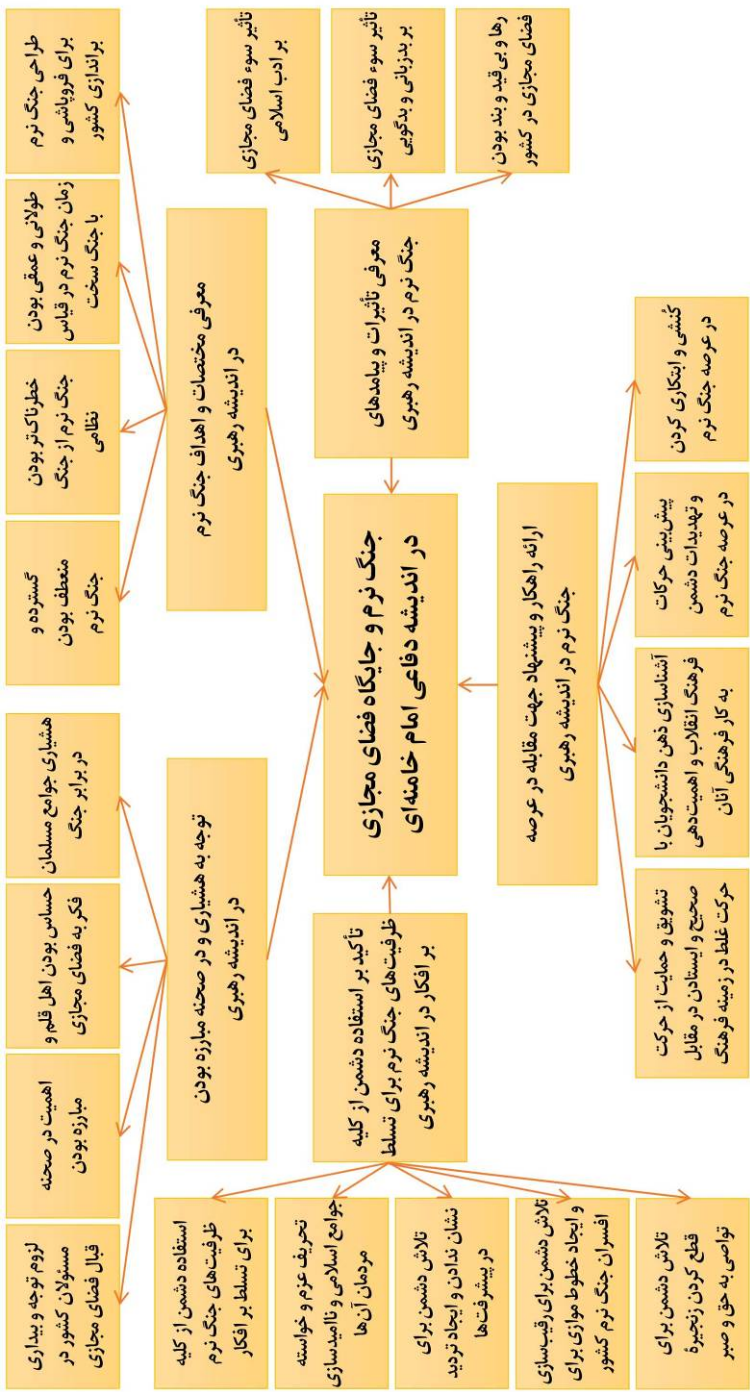 جنگ نرم و جایگاه فضای مجازی
در اندیشه دفاعی امام خامنه‌ای
معرفی مختصات و اهداف جنگ نرم
در اندیشه رهبری
طراحی جنگ نرم
برای فروپاشی و
براندازی کشور
طولانی و عمقی بودن
زمان جنگ نرم در قیاس
با جنگ سخت
خطرناک‌تر بودن
جنگ نرم از جنگ
نظامی
گسترده و
منعطف بودن
جنگ نرم
توجه به هشیاری و در صحنه مبارزه بودن
در اندیشه رهبری
هشیاری جوامع مسلمان
در برابر جنگ
حساس بودن اهل قلم و
فکر به فضای مجازی
اهمیت در صحنه
مبارزه بودن
لزوم توجه و بیداری
مسئولان کشور در
قبال فضای مجازی
معرفی تأثیرات و پیامدهای
جنگ نرم در اندیشه رهبری
تأثیر سوء فضای مجازی
بر ادب اسلامی
تأثیر سوء فضای مجازی
بر بدزبانی و بدگویی
رها و بی‌قید و بند بودن
فضای مجازی در کشور
تأکید بر استفاده دشمن از کلیه
ظرفیت‌های جنگ نرم برای تسلط
بر افکار در اندیشه رهبری
استفاده دشمن از کلیه
ظرفیت‌های جنگ نرم
برای تسلط بر افکار
تحریف عزم و خواسته
جوامع اسلامی و ناامیدسازی
مردمان آن‌ها
تلاش دشمن برای
نشان ندادن و ایجاد تردید
در پیشرفت‌ها
تلاش دشمن برای رقیب‌سازی
و ایجاد خطوط موازی برای
افسران جنگ نرم کشور
تلاش دشمن برای
قطع کردن زنجیرهٔ
تواصی به حق و صبر
ارائه راهکار و پیشنهاد جهت مقابله در عرصه
جنگ نرم در اندیشه رهبری
کُنشی و ابتکاری کردن
در عرصه جنگ نرم
پیش‌بینی حرکات
و تهدیدات دشمن
در عرصه جنگ نرم
آشناسازی ذهن دانشجویان با
فرهنگ انقلاب و اهمیت‌دهی
به کار فرهنگی آنان
تشویق و حمایت از حرکت
صحیح و ایستادن در مقابل
حرکت غلط در زمینه فرهنگ